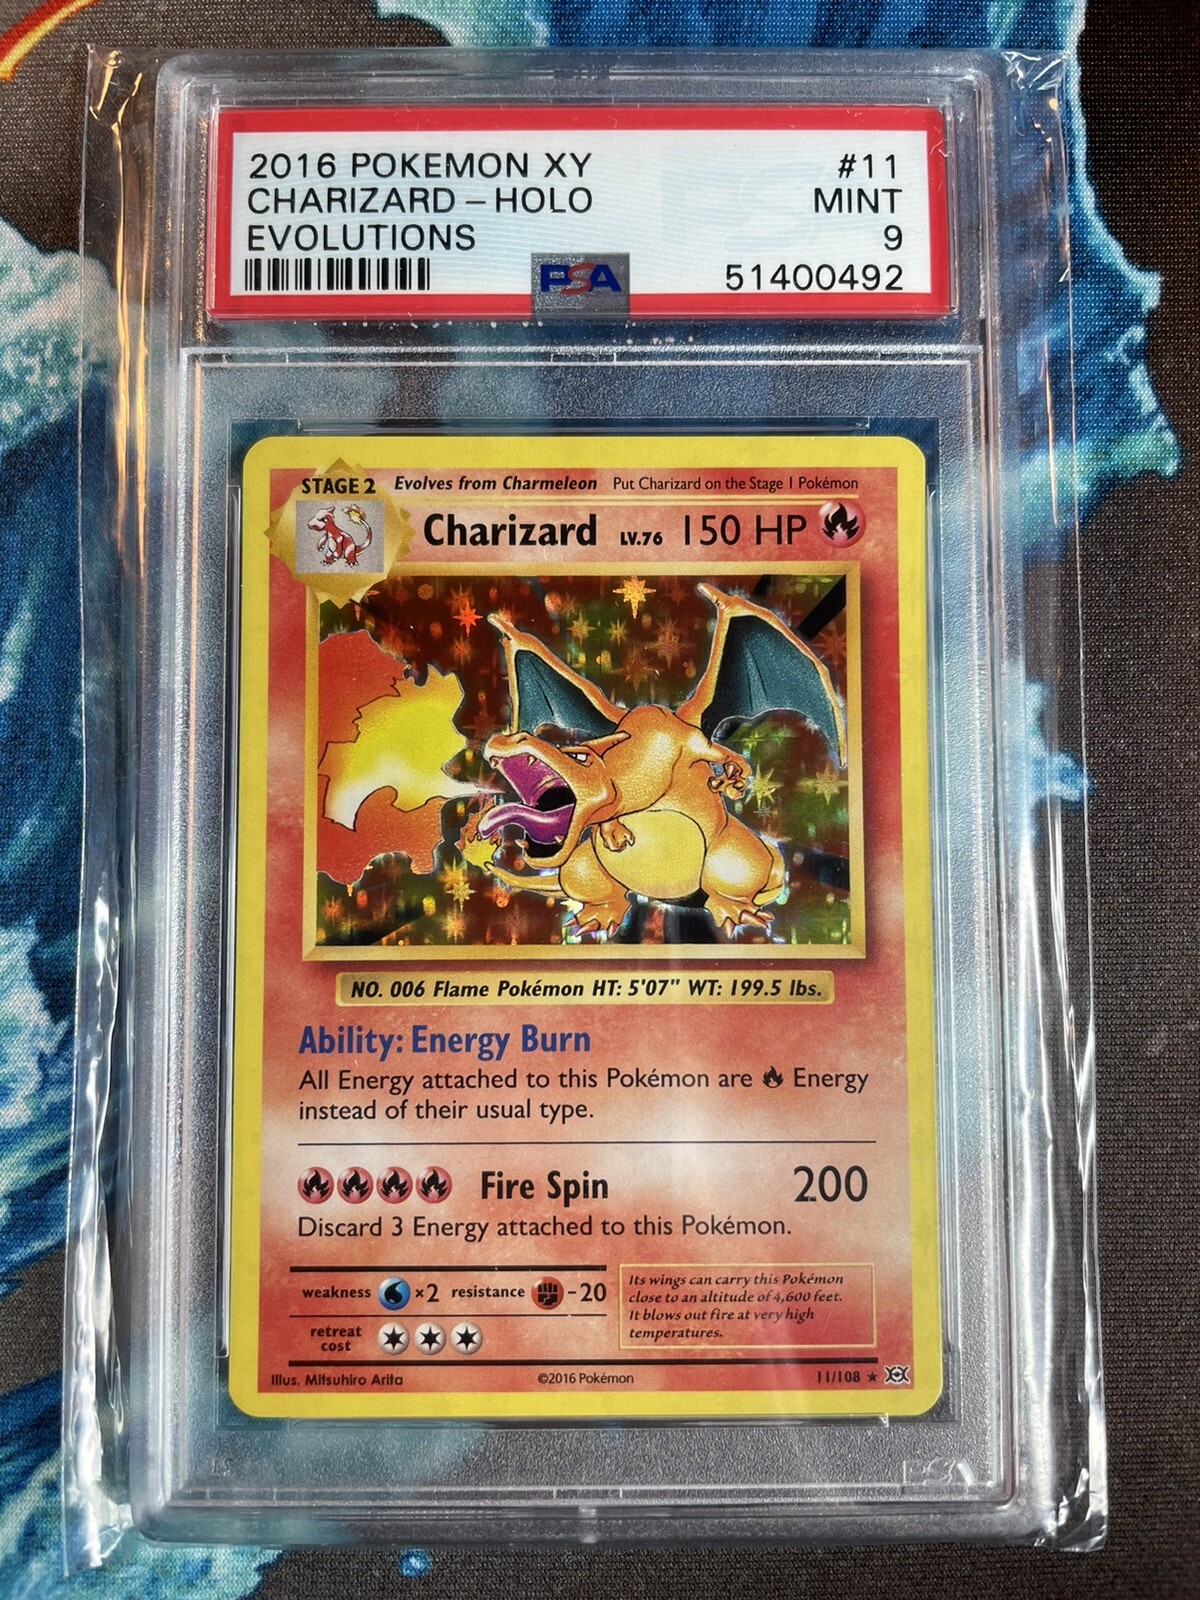 2016 POKEMON XY #11
CHARIZARD – HOLO MINT
EVOLUTIONS 9
PSA 51400492
STAGE 2 Evolves from Charmeleon Put Charizard on the Stage 1 Pokémon
Charizard LV.76 150 HP
NO. 006 Flame Pokémon HT: 5'07" WT: 199.5 lbs.
Ability: Energy Burn
All Energy attached to this Pokémon are Energy
instead of their usual type.
Fire Spin 200
Discard 3 Energy attached to this Pokémon.
weakness ×2 resistance -20
retreat
cost
Its wings can carry this Pokémon
close to an altitude of 4,600 feet.
It blows out fire at very high
temperatures.
Illus. Mitsuhiro Arita ©2016 Pokémon 11/108 ★
PSA